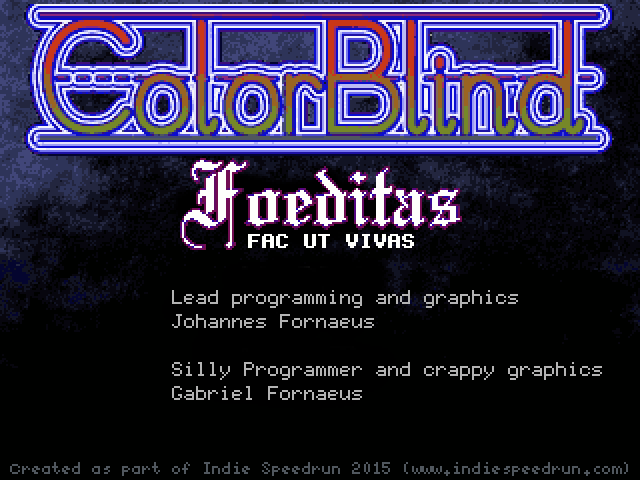 ColorBlind
Foeditas
FAC UT VIVAS
Lead programming and graphics
Johannes Fornaeus
Silly Programmer and crappy graphics
Gabriel Fornaeus
Created as part of Indie Speedrun 2015 (www.indiespeedrun.com)